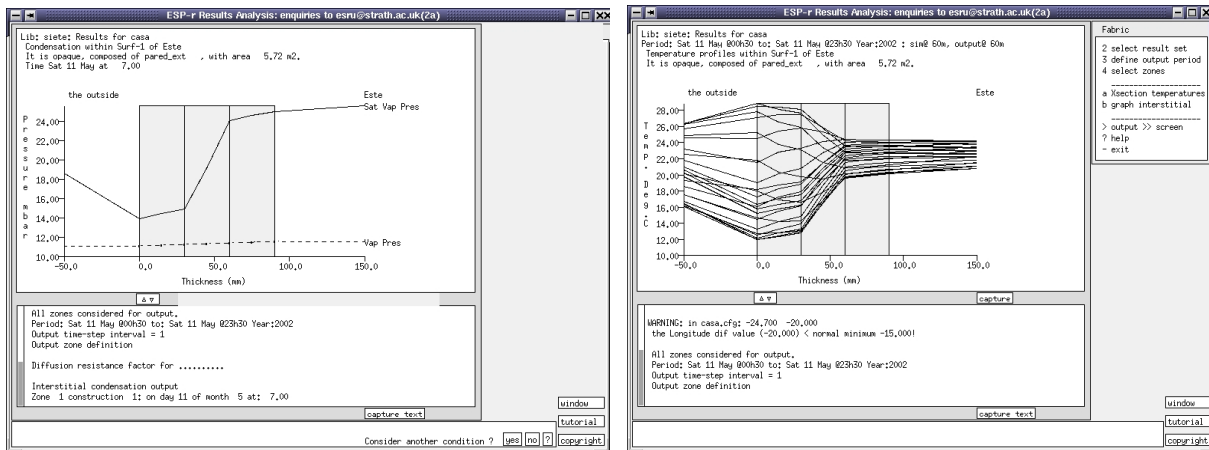 ESP-r Results Analysis: enquiries to esru@strath.ac.uk(2a)
Lib: siete: Results for casa
Condensation within Surf-1 of Este
It is opaque, composed of pared_ext , with area 5.72 m2.
Time Sat 11 May at 7.00
the outside
Este
Sat Vap Pres
Pressure mbar
24.00
22.00
20.00
18.00
16.00
14.00
12.00
10.00
Vap Pres
-50.0 0.0 50.0 100.0 150.0
Thickness (mm)
All zones considered for output.
Period: Sat 11 May @00h30 to: Sat 11 May @23h30 Year:2002
Output time-step interval = 1
Output zone definition
Diffusion resistance factor for ..........
Interstitial condensation output
Zone 1 construction 1: on day 11 of month 5 at: 7.00
capture text
window
tutorial
Consider another condition ? yes no ? copyright
ESP-r Results Analysis: enquiries to esru@strath.ac.uk(2a)
Lib: siete: Results for casa
Period: Sat 11 May @00h30 to: Sat 11 May @23h30 Year:2002 : sim@ 60m, output@ 60m
Temperature profiles within Surf-1 of Este
It is opaque, composed of pared_ext , with area 5.72 m2.
the outside
Este
Temp. Deg.C
28.00
26.00
24.00
22.00
20.00
18.00
16.00
14.00
12.00
10.00
-50.0 0.0 50.0 100.0 150.0
Thickness (mm)
Fabric
2 select result set
3 define output period
4 select zones
a Xsection temperatures
b graph interstitial
> output >> screen
? help
- exit
capture
WARNING: in casa.cfg: -24.700 -20.000
the Longitude dif value (-20.000) < normal minimum -15.000!
All zones considered for output.
Period: Sat 11 May @00h30 to: Sat 11 May @23h30 Year:2002
Output time-step interval = 1
Output zone definition
capture text
window
tutorial
copyright